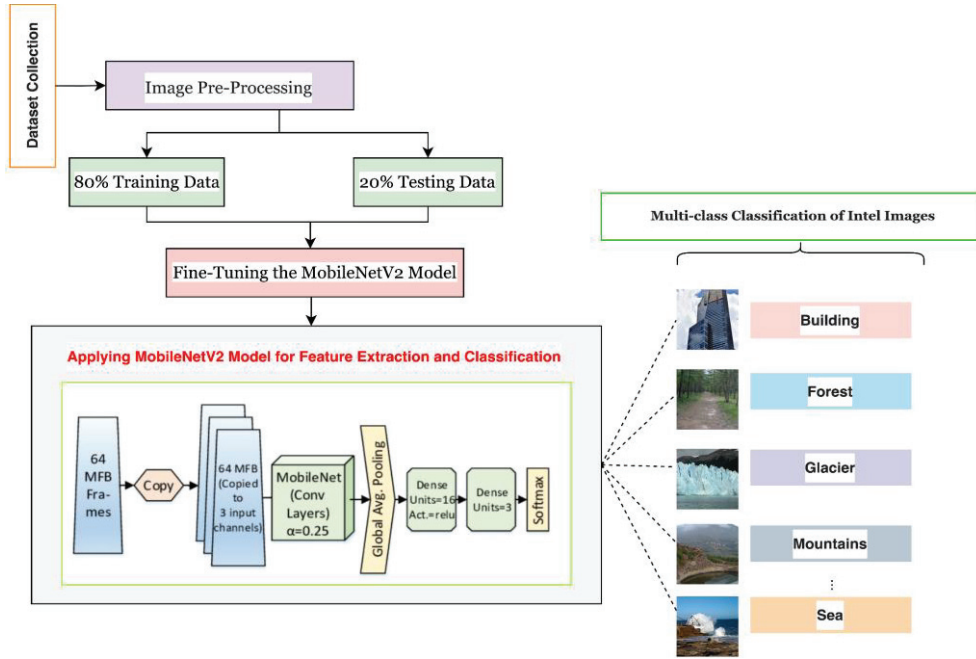 Dataset Collection
Image Pre-Processing
80% Training Data
20% Testing Data
Fine-Tuning the MobileNetV2 Model
Applying MobileNetV2 Model for Feature Extraction and Classification
64
MFB
Fra-
mes
Copy
64 MFB
(Copied
to
3 input
channels)
MobileNet
(Conv
Layers)
α=0.25
Global Avg. Pooling
Dense
Units=16
Act.=relu
Dense
Units=3
Softmax
Multi-class Classification of Intel Images
Building
Forest
Glacier
Mountains
⋮
Sea